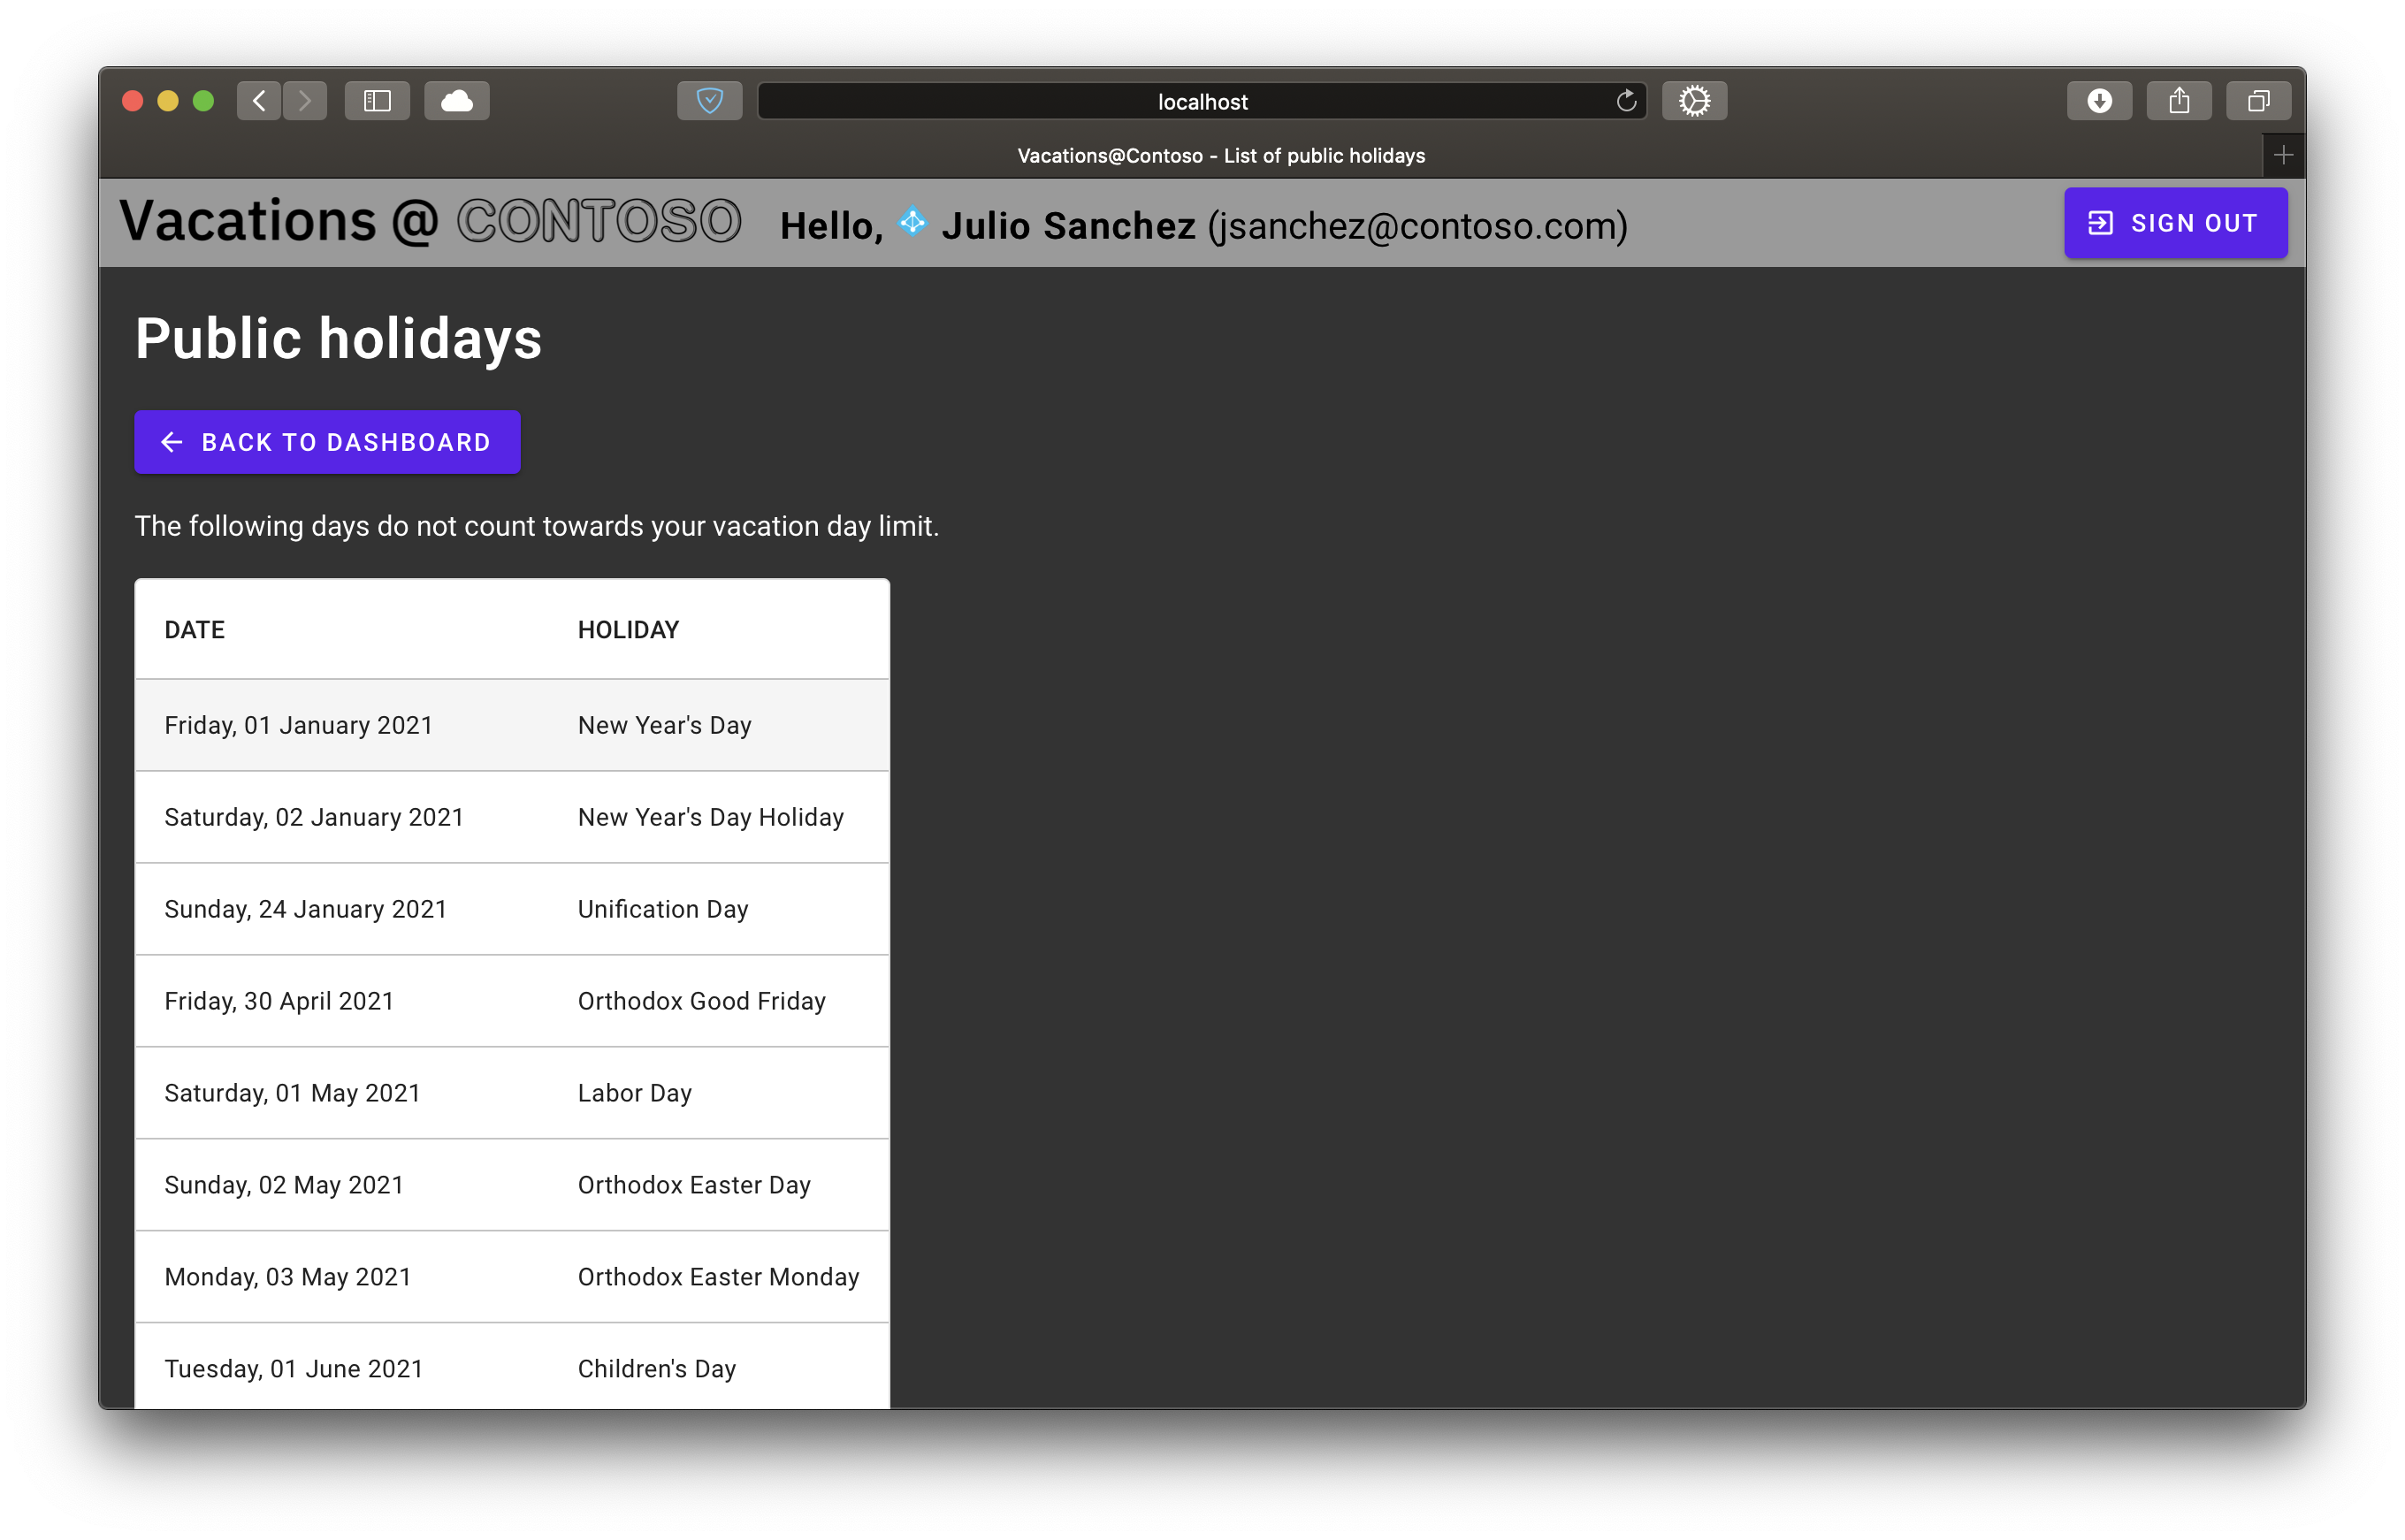 localhost
Vacations@Contoso - List of public holidays
Vacations @ CONTOSO Hello, Julio Sanchez (jsanchez@contoso.com) SIGN OUT
Public holidays
BACK TO DASHBOARD
The following days do not count towards your vacation day limit.
DATE HOLIDAY
Friday, 01 January 2021 New Year's Day
Saturday, 02 January 2021 New Year's Day Holiday
Sunday, 24 January 2021 Unification Day
Friday, 30 April 2021 Orthodox Good Friday
Saturday, 01 May 2021 Labor Day
Sunday, 02 May 2021 Orthodox Easter Day
Monday, 03 May 2021 Orthodox Easter Monday
Tuesday, 01 June 2021 Children's Day